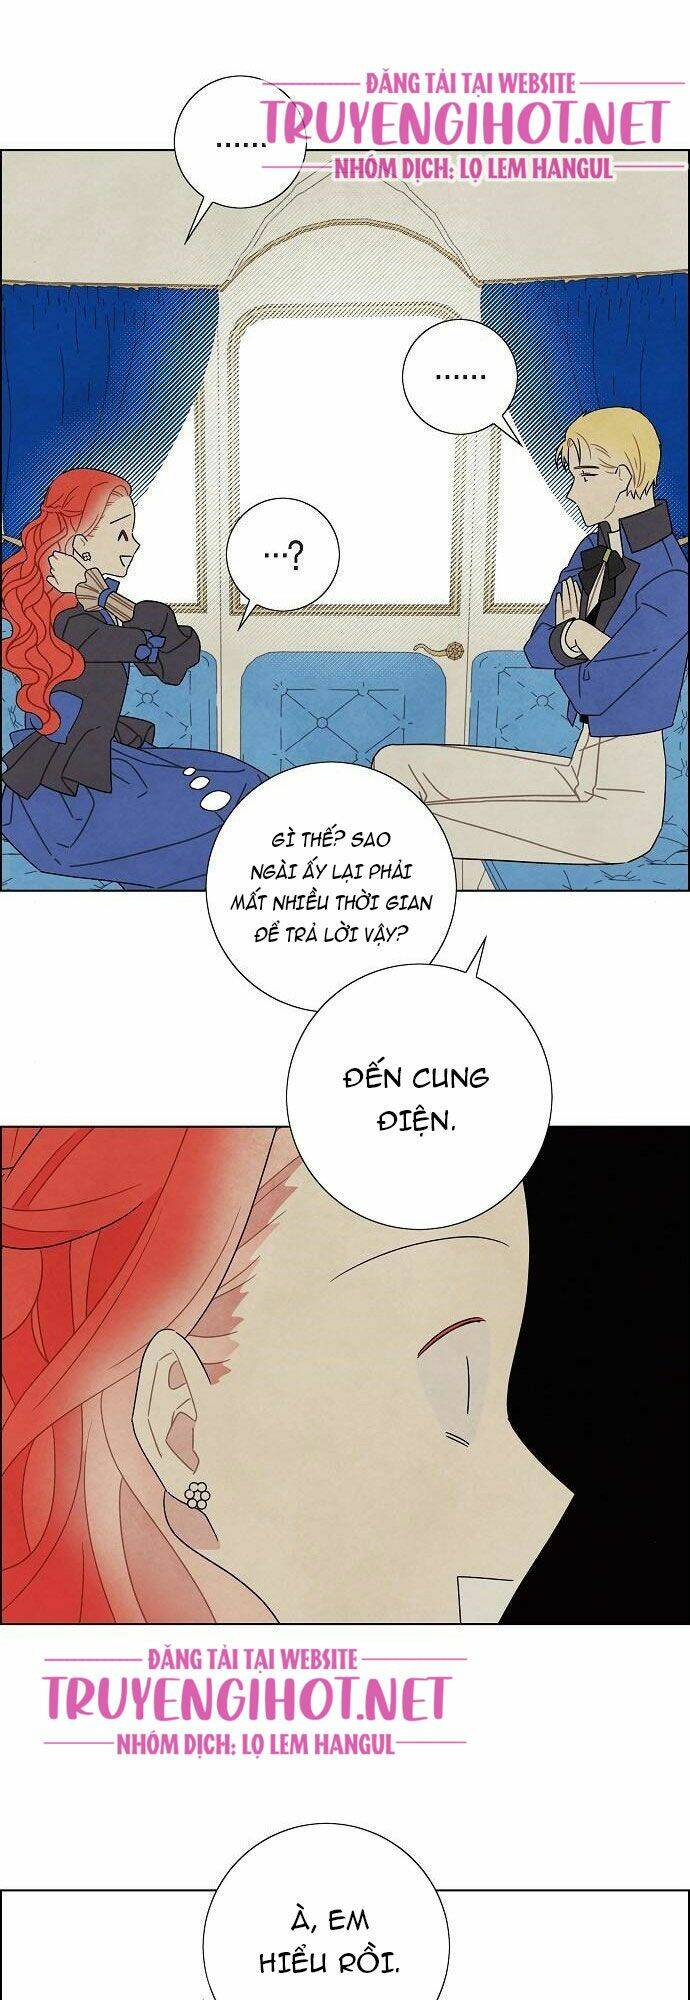 ĐĂNG TẢI TẠI WEBSITE
TRUYENGIHOT.NET
NHÓM DỊCH: LỌ LEM HANGUL
......
......
...?
GÌ THẾ? SAO
NGÀI ẤY LẠI PHẢI
MẤT NHIỀU THỜI GIAN
ĐỂ TRẢ LỜI VẬY?
ĐẾN CUNG
ĐIỆN.
ĐĂNG TẢI TẠI WEBSITE
TRUYENGIHOT.NET
NHÓM DỊCH: LỌ LEM HANGUL
À, EM
HIỂU RỒI.